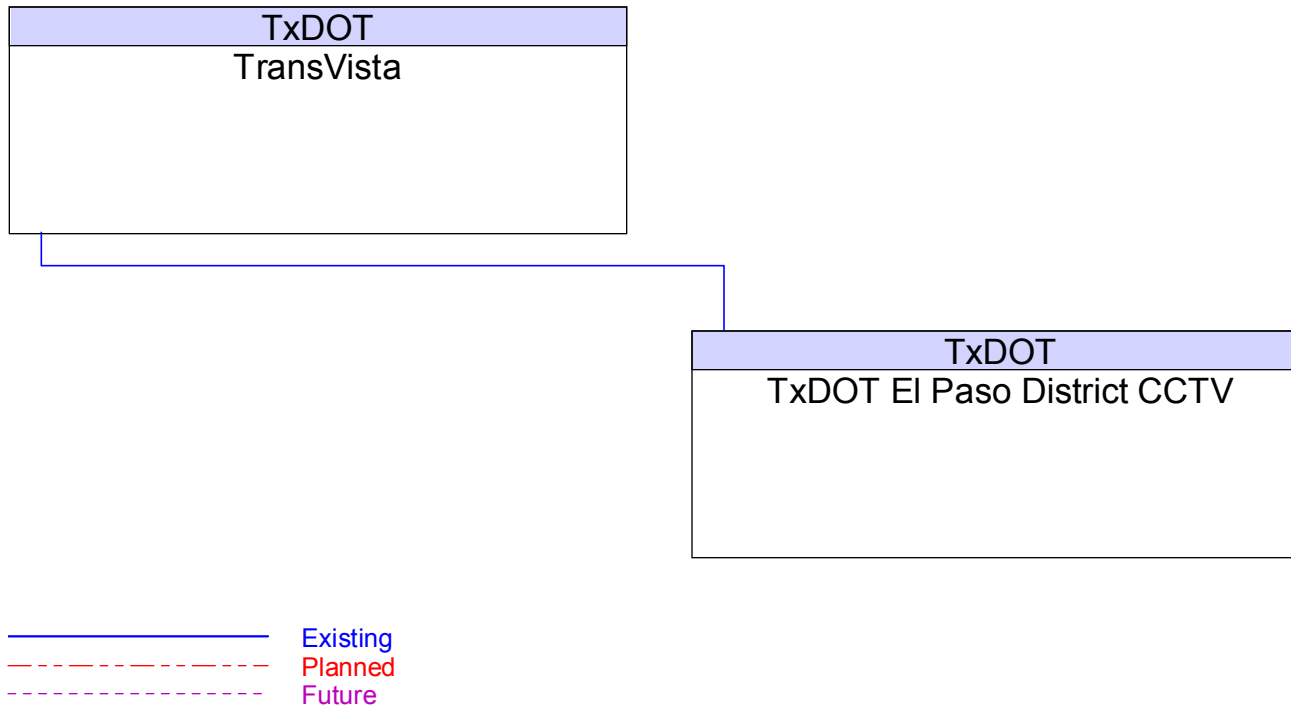 TxDOT
TransVista
TxDOT
TxDOT El Paso District CCTV
Existing
Planned
Future